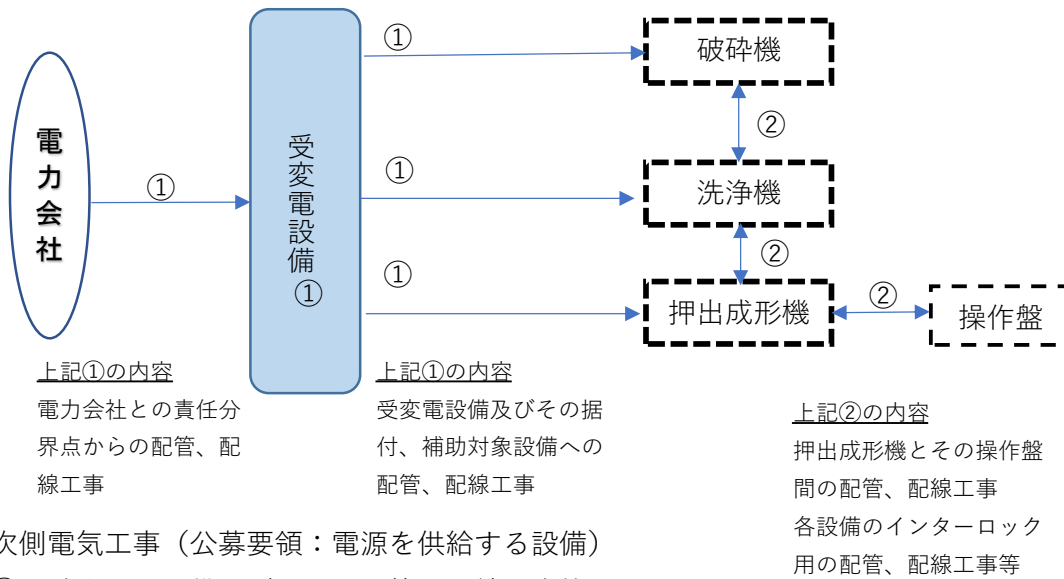 電力会社
①
受変電設備
①
①
①
①
破砕機
②
洗浄機
②
押出成形機
②
操作盤
上記①の内容
電力会社との責任分
界点からの配管、配
線工事
上記①の内容
受変電設備及びその据
付、補助対象設備への
配管、配線工事
上記②の内容
押出成形機とその操作盤
間の配管、配線工事
各設備のインターロック
用の配管、配線工事等
次側電気工事（公募要領：電源を供給する設備）